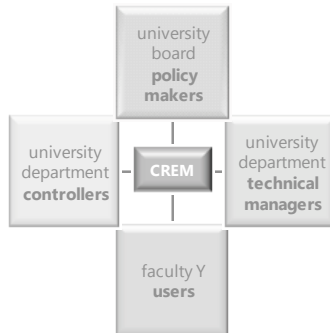 university
board
policy
makers
university
department
controllers
CREM
university
department
technical
managers
faculty Y
users